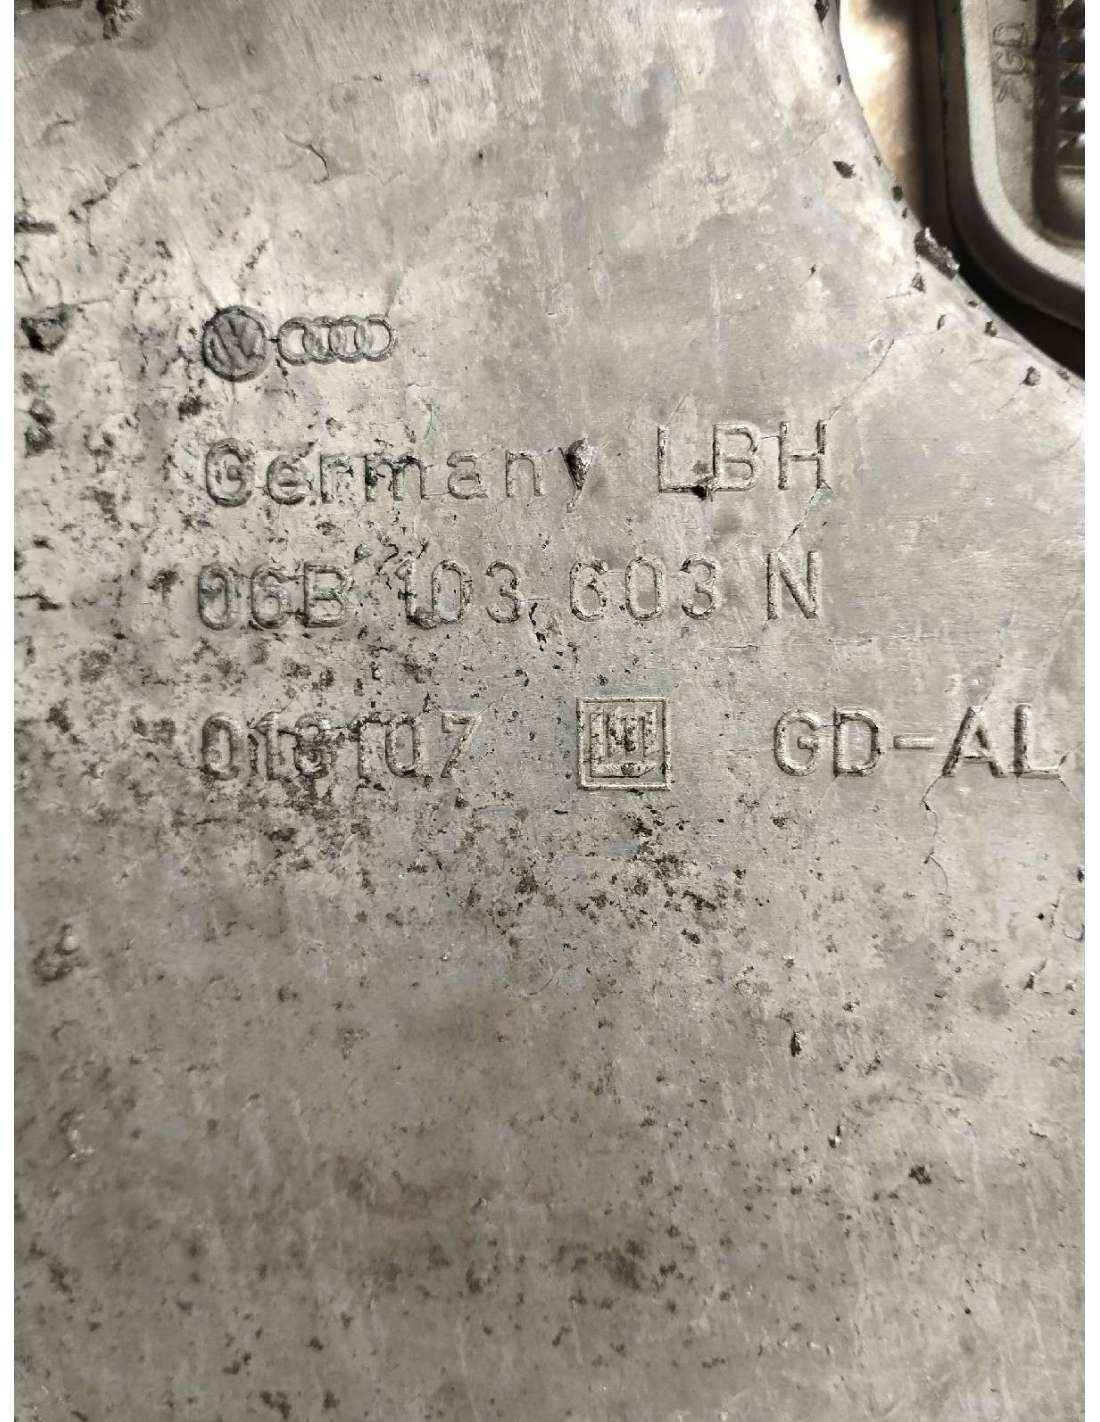 Germany LBH
06B 103 603 N
GD-AL